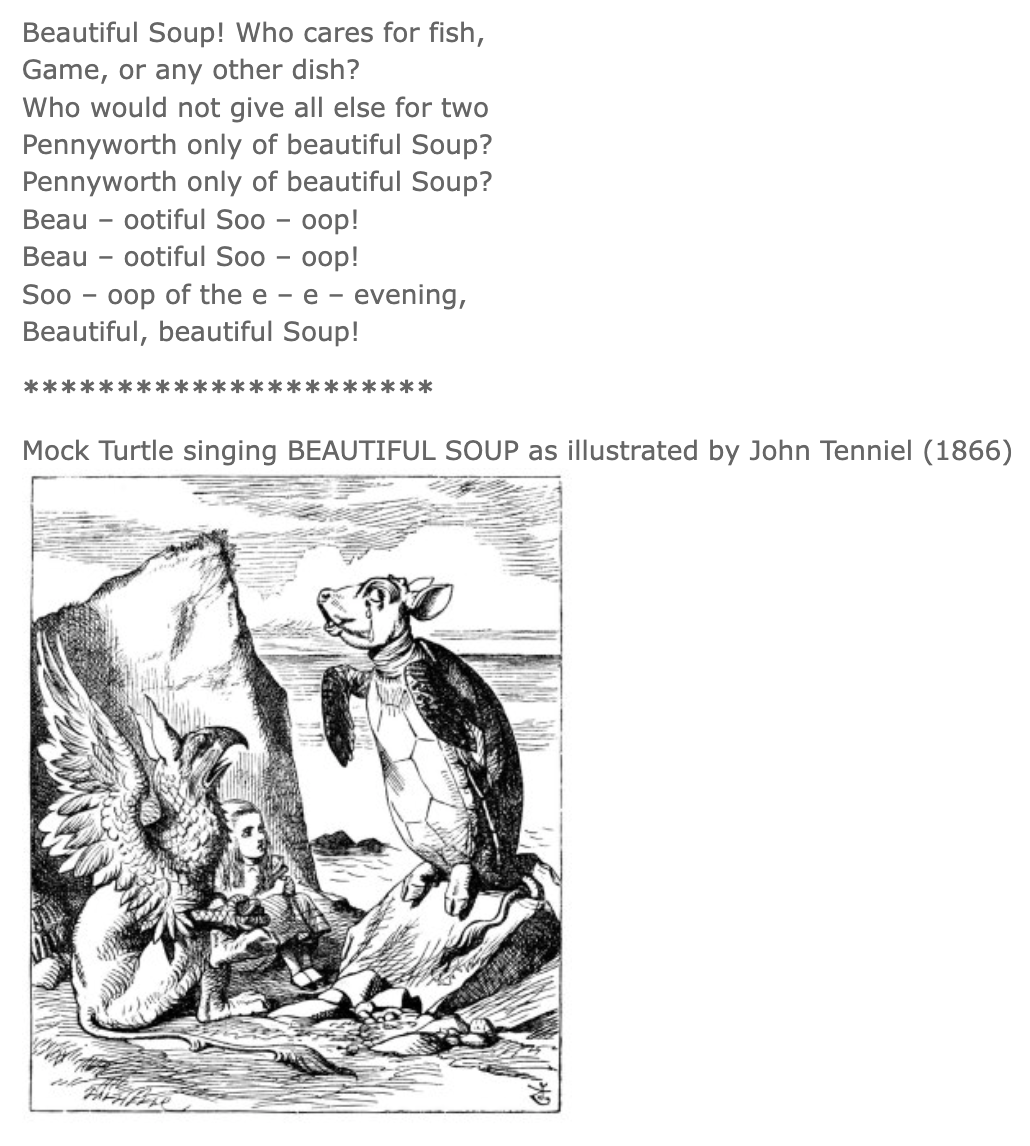 Beautiful Soup! Who cares for fish,
Game, or any other dish?
Who would not give all else for two
Pennyworth only of beautiful Soup?
Pennyworth only of beautiful Soup?
Beau – ootiful Soo – oop!
Beau – ootiful Soo – oop!
Soo – oop of the e – e – evening,
Beautiful, beautiful Soup!
**********************
Mock Turtle singing BEAUTIFUL SOUP as illustrated by John Tenniel (1866)